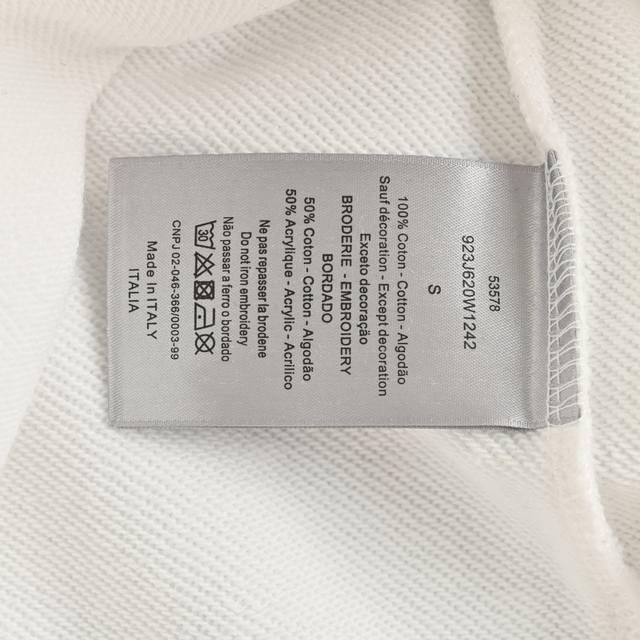 53578
923J620W1242
S
100% Coton - Cotton - Algodão
Sauf décoration - Except decoration
Exceto decoração
BRODERIE - EMBROIDERY
BORDADO
50% Coton - Cotton - Algodão
50% Acrylique - Acrylic - Acrilico
Ne pas repasser la broderie
Do not iron embroidery
Não passar a ferro o bordado
30
CNPJ 02-046-366/0003-99
Made In ITALY
ITALIA